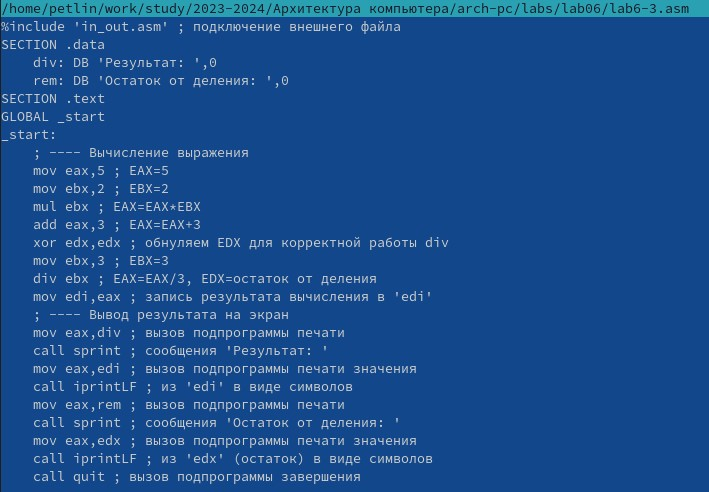 /home/petlin/work/study/2023-2024/Архитектура компьютера/arch-pc/labs/lab06/lab6-3.asm
%include 'in_out.asm' ; подключение внешнего файла
SECTION .data
    div: DB 'Результат: ',0
    rem: DB 'Остаток от деления: ',0
SECTION .text
GLOBAL _start
_start:
    ; ---- Вычисление выражения
    mov eax,5 ; EAX=5
    mov ebx,2 ; EBX=2
    mul ebx ; EAX=EAX*EBX
    add eax,3 ; EAX=EAX+3
    xor edx,edx ; обнуляем EDX для корректной работы div
    mov ebx,3 ; EBX=3
    div ebx ; EAX=EAX/3, EDX=остаток от деления
    mov edi,eax ; запись результата вычисления в 'edi'
    ; ---- Вывод результата на экран
    mov eax,div ; вызов подпрограммы печати
    call sprint ; сообщения 'Результат: '
    mov eax,edi ; вызов подпрограммы печати значения
    call iprintLF ; из 'edi' в виде символов
    mov eax,rem ; вызов подпрограммы печати
    call sprint ; сообщения 'Остаток от деления: '
    mov eax,edx ; вызов подпрограммы печати значения
    call iprintLF ; из 'edx' (остаток) в виде символов
    call quit ; вызов подпрограммы завершения